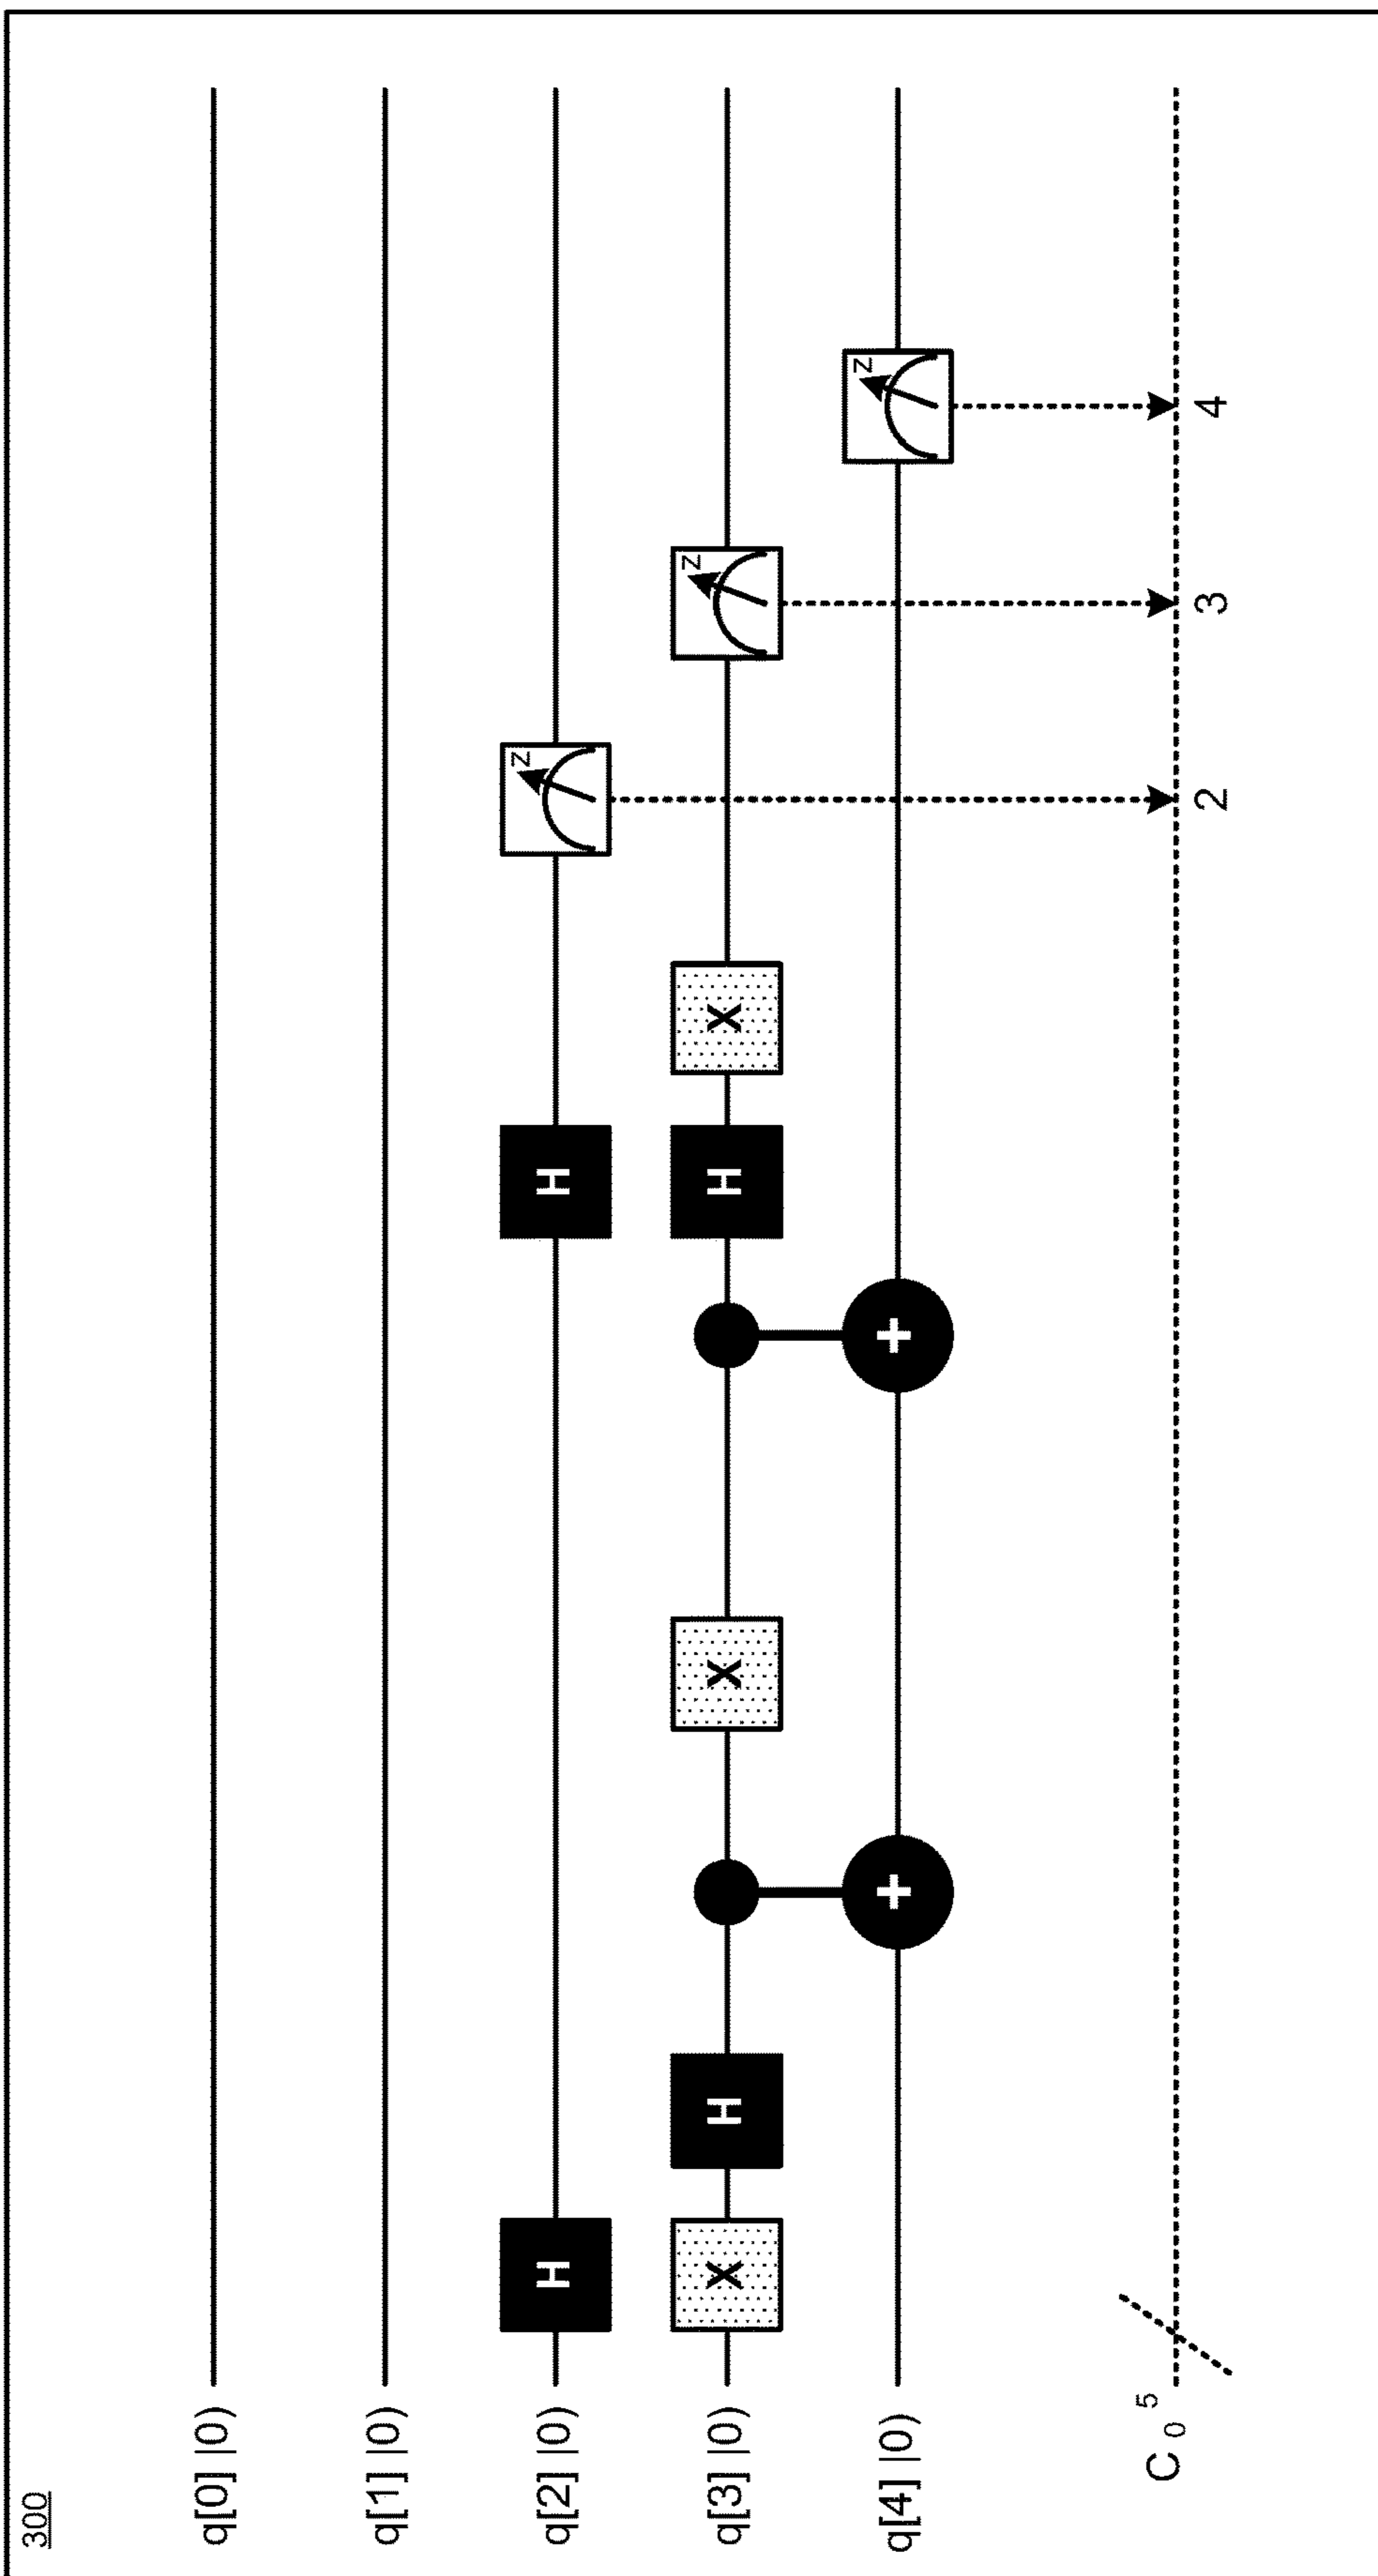 300
q[0] |0⟩
q[1] |0⟩
q[2] |0⟩ H H Z
q[3] |0⟩ X H X H X Z
q[4] |0⟩ + + Z
C 0 5
2 3 4